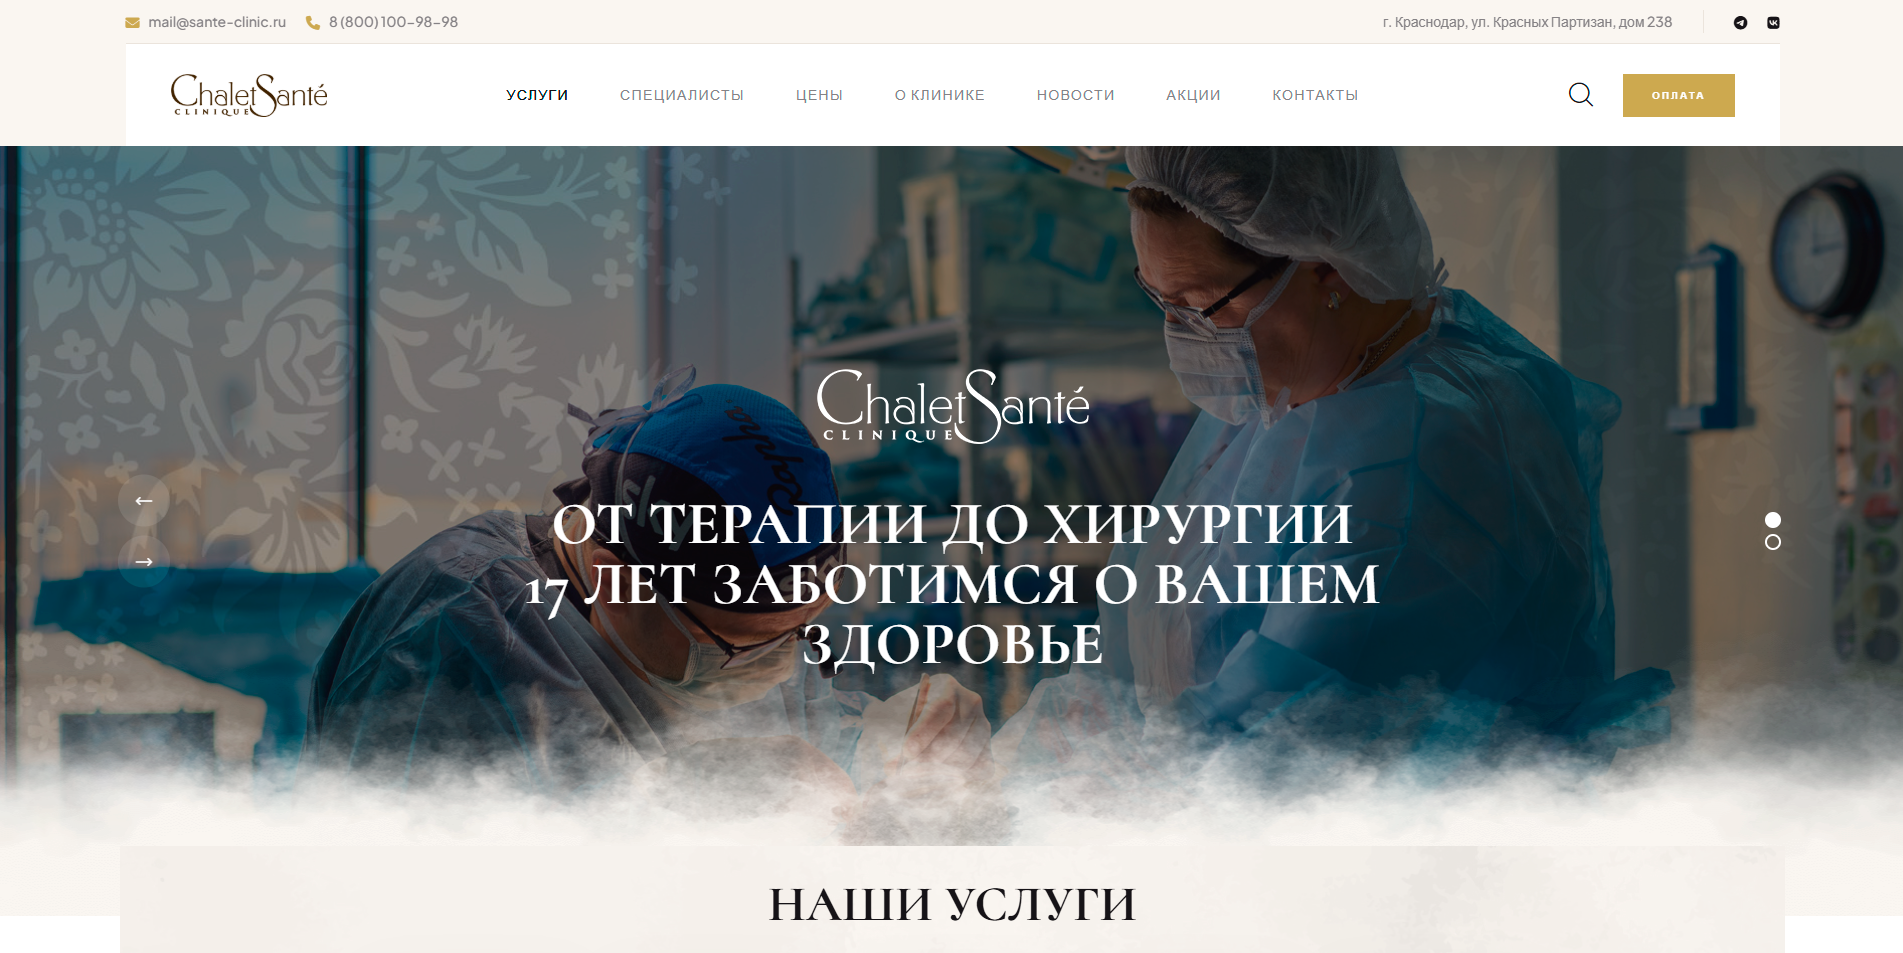 mail@sante-clinic.ru
8 (800) 100-98-98
г. Краснодар, ул. Красных Партизан, дом 238
ChaletSanté
CLINIQUE
УСЛУГИ
СПЕЦИАЛИСТЫ
ЦЕНЫ
О КЛИНИКЕ
НОВОСТИ
АКЦИИ
КОНТАКТЫ
ОПЛАТА
ChaletSanté
CLINIQUE
ОТ ТЕРАПИИ ДО ХИРУРГИИ
17 ЛЕТ ЗАБОТИМСЯ О ВАШЕМ
ЗДОРОВЬЕ
НАШИ УСЛУГИ